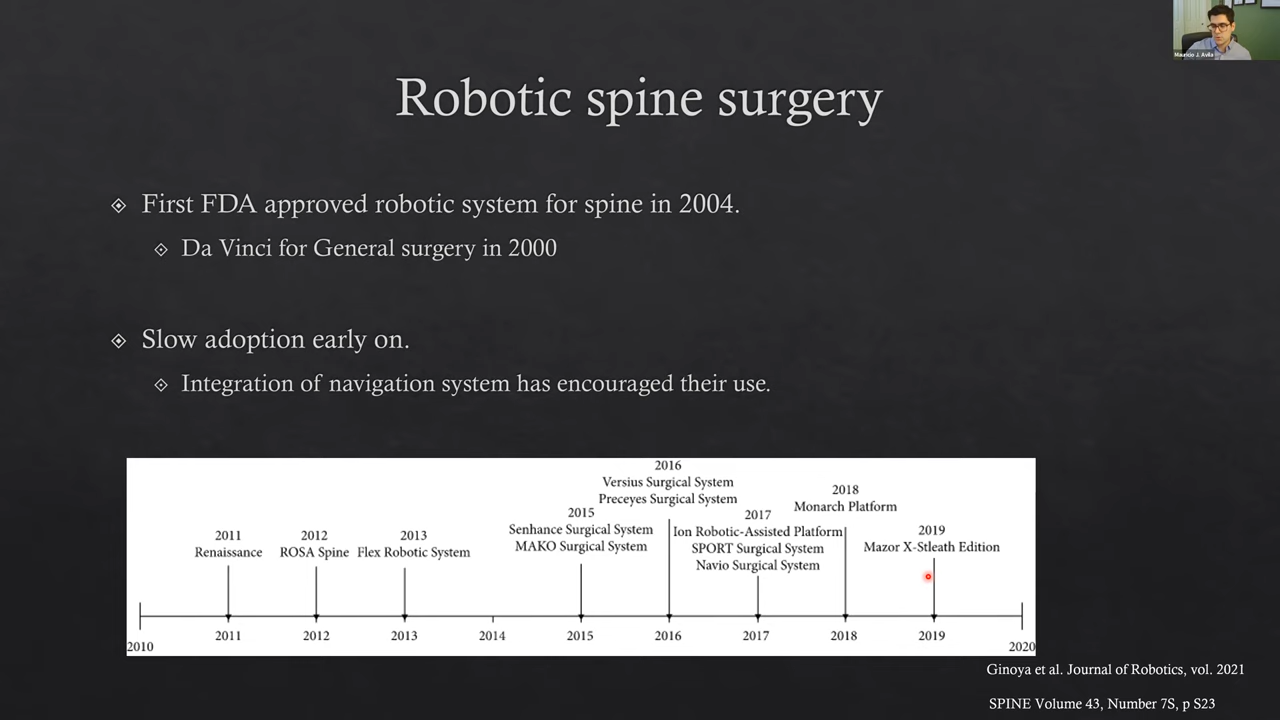 Mauricio J. Avila
Robotic spine surgery
First FDA approved robotic system for spine in 2004.
Da Vinci for General surgery in 2000
Slow adoption early on.
Integration of navigation system has encouraged their use.
2011
Renaissance
2012
ROSA Spine
2013
Flex Robotic System
2015
Senhance Surgical System
MAKO Surgical System
2016
Versius Surgical System
Preceyes Surgical System
2017
Ion Robotic-Assisted Platform
SPORT Surgical System
Navio Surgical System
2018
Monarch Platform
2019
Mazor X-Stleath Edition
2010
2011
2012
2013
2014
2015
2016
2017
2018
2019
2020
Ginoya et al. Journal of Robotics, vol. 2021
SPINE Volume 43, Number 7S, p S23